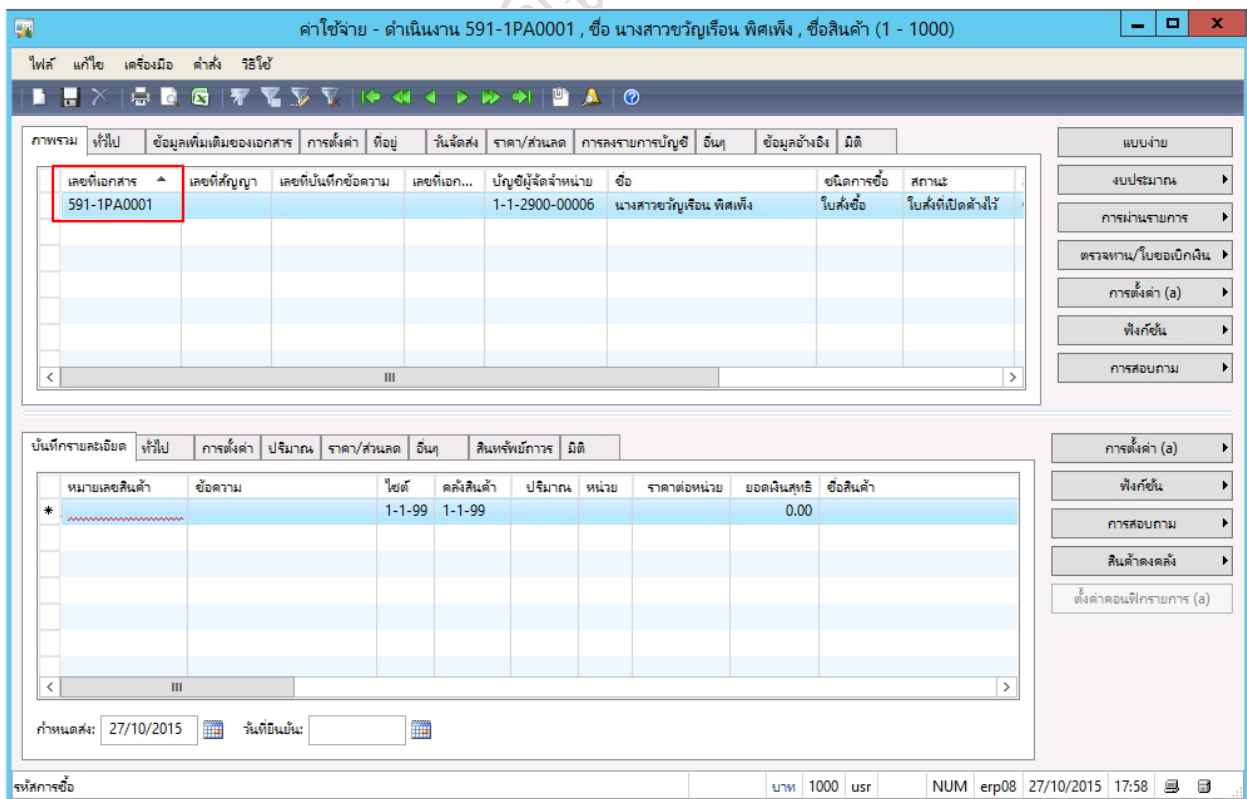 ค่าใช้จ่าย - ดำเนินงาน 591-1PA0001 , ชื่อ นางสาวขวัญเรือน พิศเพ็ง , ชื่อสินค้า (1 - 1000)
ไฟล์ แก้ไข เครื่องมือ คำสั่ง วิธีใช้
ภาพรวม ทั่วไป ข้อมูลเพิ่มเติมของเอกสาร การตั้งค่า ที่อยู่ วันจัดส่ง ราคา/ส่วนลด การลงรายการบัญชี อื่นๆ ข้อมูลอ้างอิง มิติ
แบบง่าย
เลขที่เอกสาร เลขที่สัญญา เลขที่บันทึกข้อความ เลขที่เอก... บัญชีผู้จัดจำหน่าย ชื่อ ชนิดการซื้อ สถานะ
งบประมาณ
591-1PA0001 1-1-2900-00006 นางสาวขวัญเรือน พิศเพ็ง ใบสั่งซื้อ ใบสั่งที่เปิดค้างไว้
การผ่านรายการ
ตรวจทาน/ใบขอเบิกเงิน
การตั้งค่า (a)
ฟังก์ชั่น
การสอบถาม
บันทึกรายละเอียด ทั่วไป การตั้งค่า ปริมาณ ราคา/ส่วนลด อื่นๆ สินทรัพย์ถาวร มิติ
การตั้งค่า (a)
หมายเลขสินค้า ข้อความ ไซต์ คลังสินค้า ปริมาณ หน่วย ราคาต่อหน่วย ยอดเงินสุทธิ ชื่อสินค้า
ฟังก์ชั่น
* 1-1-99 1-1-99 0.00
การสอบถาม
สินค้าคงคลัง
ตั้งค่าคอนฟิกรายการ (a)
กำหนดส่ง: 27/10/2015 วันที่ยืนยัน:
รหัสการซื้อ บาท 1000 usr NUM erp08 27/10/2015 17:58